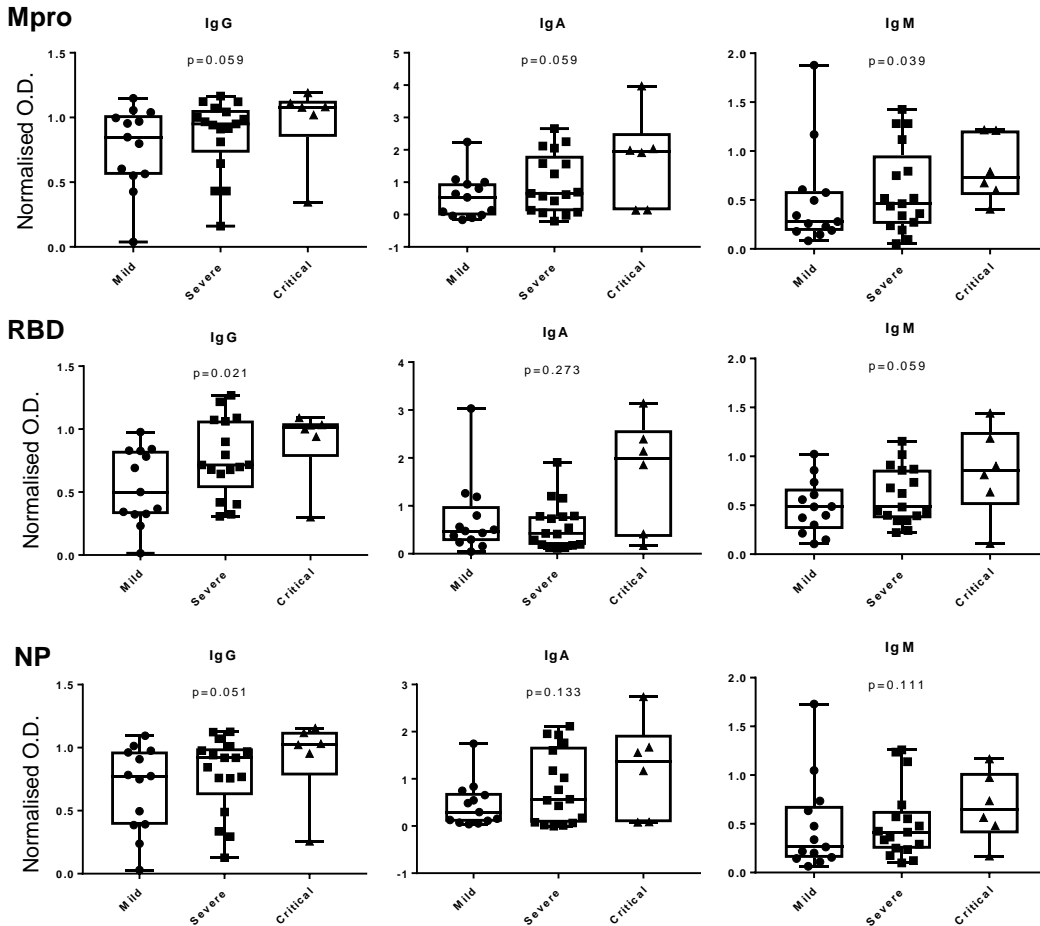 Mpro
IgG
IgA
IgM
p=0.059
p=0.059
p=0.039
Normalised O.D.
1.5
1.0
0.5
0.0
5
4
3
2
1
0
-1
2.0
1.5
1.0
0.5
0.0
Mild
Severe
Critical
Mild
Severe
Critical
Mild
Severe
Critical
RBD
IgG
IgA
IgM
p=0.021
p=0.273
p=0.059
Normalised O.D.
1.5
1.0
0.5
0.0
4
3
2
1
0
2.0
1.5
1.0
0.5
0.0
Mild
Severe
Critical
Mild
Severe
Critical
Mild
Severe
Critical
NP
IgG
IgA
IgM
p=0.051
p=0.133
p=0.111
Normalised O.D.
1.5
1.0
0.5
0.0
3
2
1
0
-1
2.0
1.5
1.0
0.5
0.0
Mild
Severe
Critical
Mild
Severe
Critical
Mild
Severe
Critical